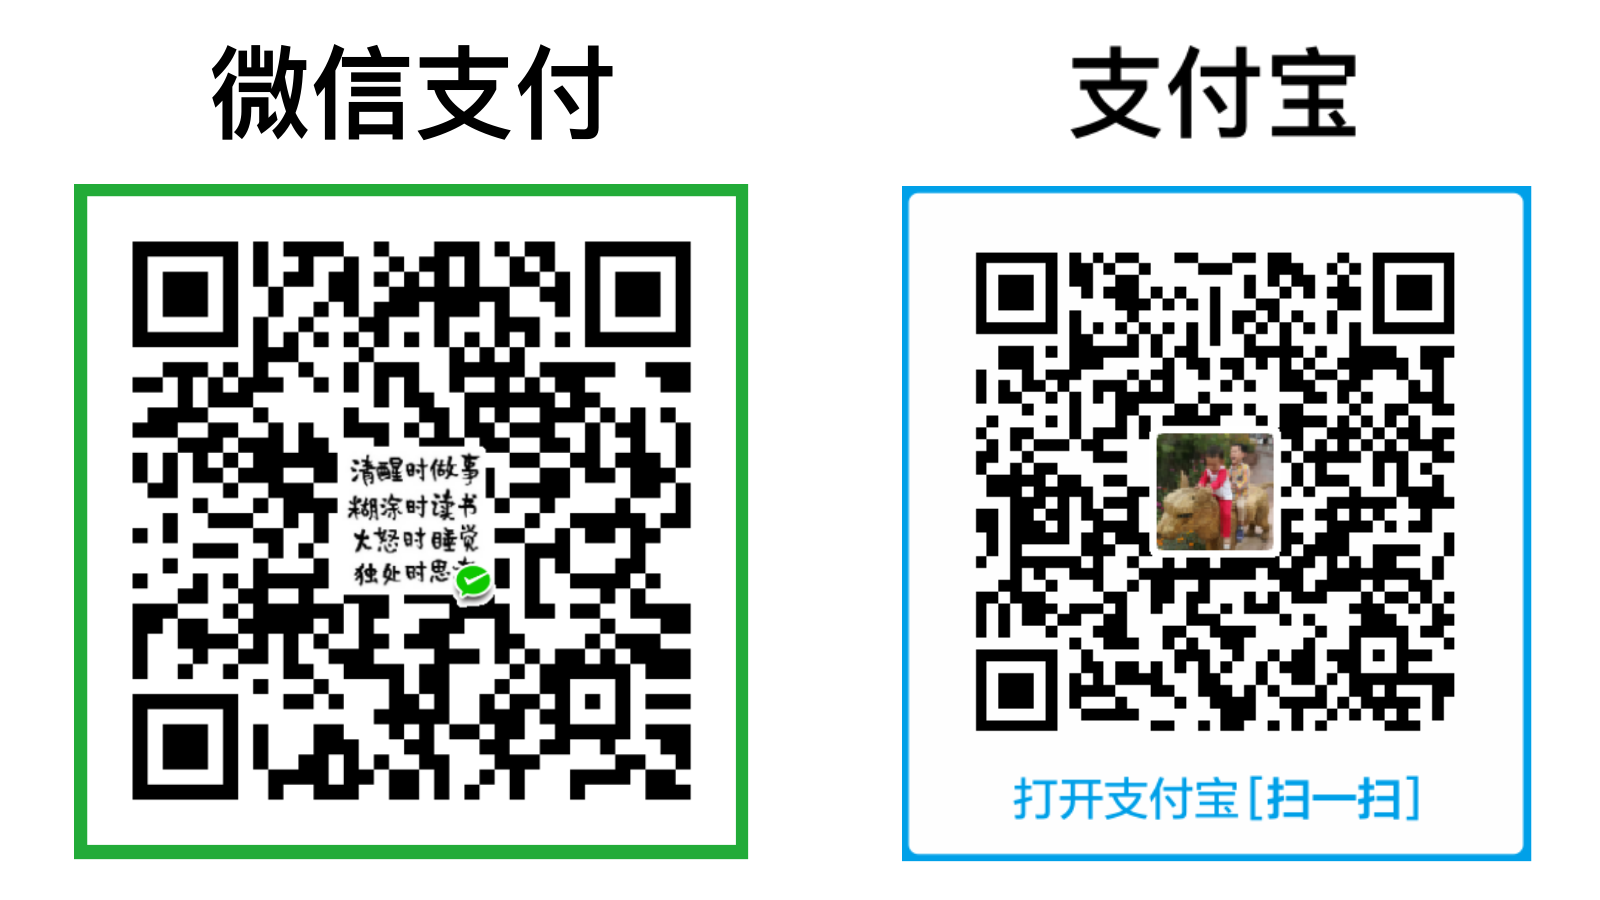 微信支付
支付宝
清醒时做事
糊涂时读书
大怒时睡觉
独处时思
打开支付宝[扫一扫]